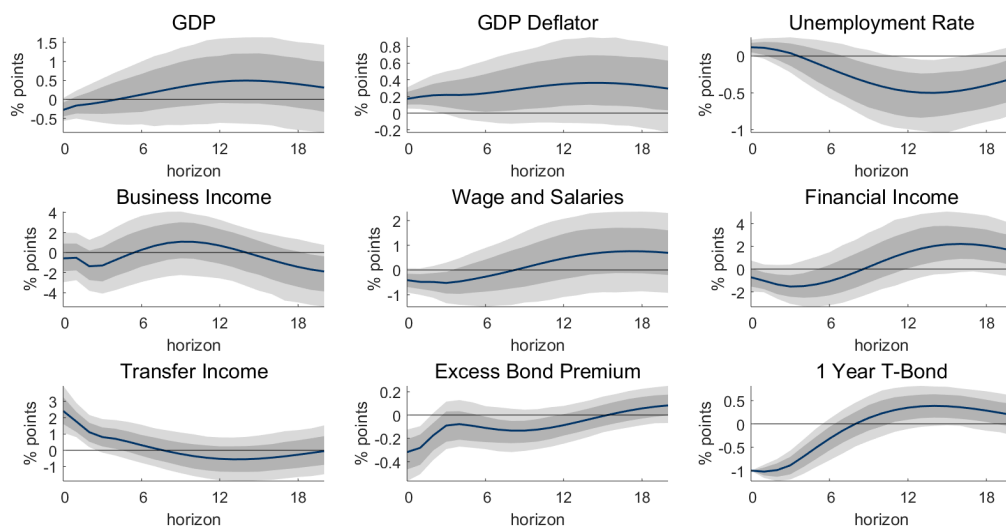 GDP
GDP Deflator
Unemployment Rate
% points
1.5
1
0.5
0
-0.5
0
6
12
18
horizon
% points
0.8
0.6
0.4
0.2
0
-0.2
0
6
12
18
horizon
% points
0
-0.5
-1
0
6
12
18
horizon
Business Income
Wage and Salaries
Financial Income
% points
4
2
0
-2
-4
0
6
12
18
horizon
% points
2
1
0
-1
0
6
12
18
horizon
% points
4
2
0
-2
0
6
12
18
horizon
Transfer Income
Excess Bond Premium
1 Year T-Bond
% points
3
2
1
0
-1
0
6
12
18
horizon
% points
0.2
0
-0.2
-0.4
0
6
12
18
horizon
% points
0.5
0
-0.5
-1
0
6
12
18
horizon